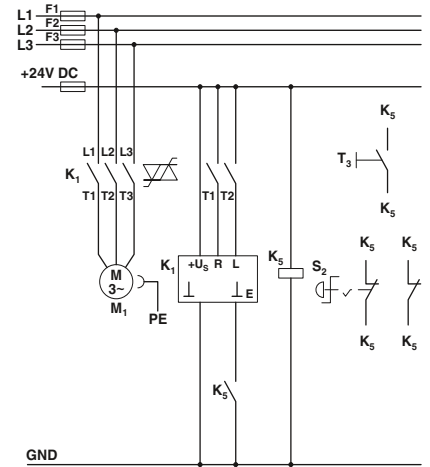 L1 F1
L2 F2
L3 F3
+24V DC
L1 L2 L3
K1
T1 T2 T3
T1 T2
K5
T3
K5
M
3~
M1
PE
K1 +US R L
E
K5
S2
K5 K5
K5 K5
K5
GND